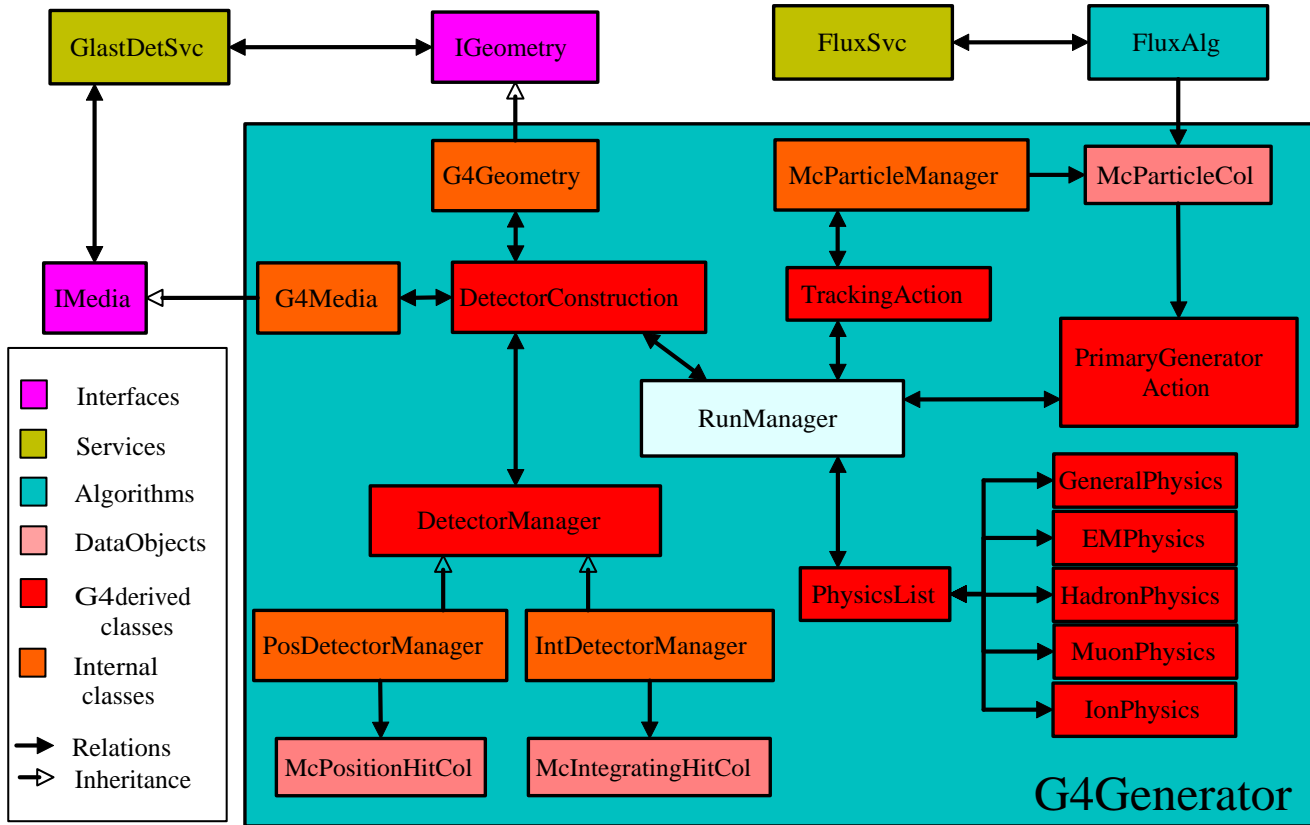 GlastDetSvc
IGeometry
FluxSvc
FluxAlg
G4Geometry
McParticleManager
McParticleCol
IMedia
G4Media
DetectorConstruction
TrackingAction
PrimaryGenerator
Action
RunManager
Interfaces
Services
Algorithms
DataObjects
G4derived
classes
Internal
classes
Relations
Inheritance
DetectorManager
GeneralPhysics
EMPhysics
PhysicsList
HadronPhysics
PosDetectorManager
IntDetectorManager
MuonPhysics
IonPhysics
McPositionHitCol
McIntegratingHitCol
G4Generator